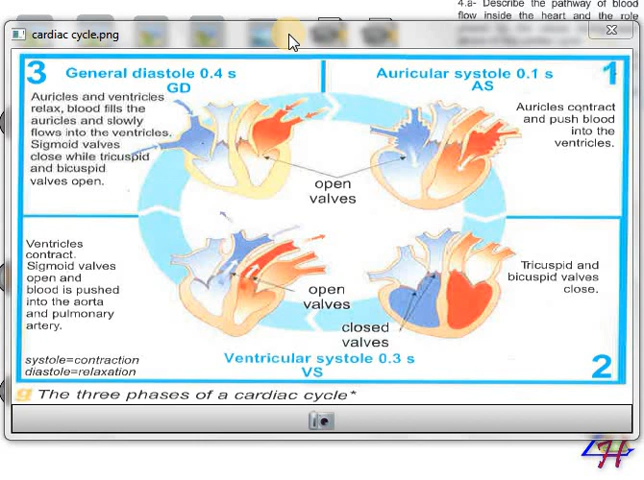 4.a- Describe the pathway of blood
flow inside the heart and the role
cardiac cycle.png
3
General diastole 0.4 s
GD
Auricles and ventricles
relax, blood fills the
auricles and slowly
flows into the ventricles.
Sigmoid valves
close while tricuspid
and bicuspid
valves open.
Auricular systole 0.1 s
AS
1
Auricles contract
and push blood
into the
ventricles.
open
valves
Ventricles
contract.
Sigmoid valves
open and
blood is pushed
into the aorta
and pulmonary
artery.
open
valves
Tricuspid and
bicuspid valves
close.
closed
valves
systole=contraction
diastole=relaxation
Ventricular systole 0.3 s
VS
2
g The three phases of a cardiac cycle*
H